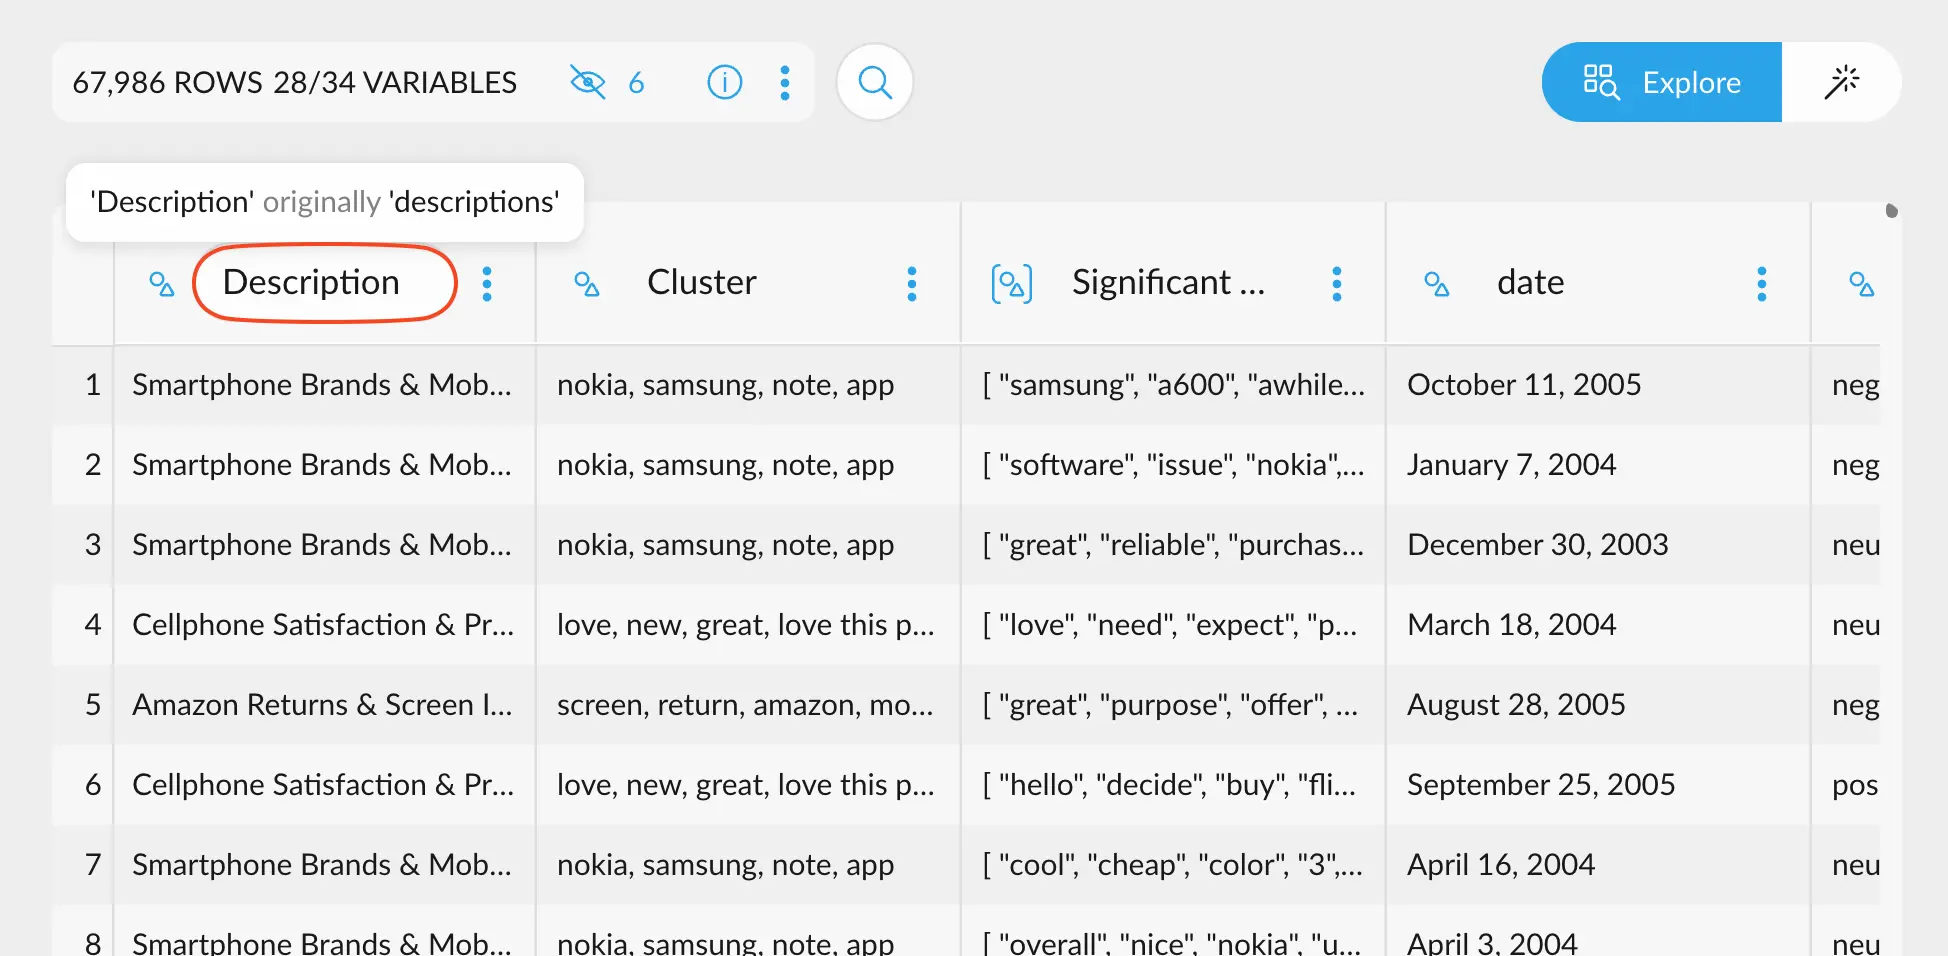 67,986 ROWS 28/34 VARIABLES 6 Explore
'Description' originally 'descriptions'
Description Cluster Significant ... date
1 Smartphone Brands & Mob... nokia, samsung, note, app [ "samsung", "a600", "awhile... October 11, 2005 neg
2 Smartphone Brands & Mob... nokia, samsung, note, app [ "software", "issue", "nokia",... January 7, 2004 neg
3 Smartphone Brands & Mob... nokia, samsung, note, app [ "great", "reliable", "purchas... December 30, 2003 neu
4 Cellphone Satisfaction & Pr... love, new, great, love this p... [ "love", "need", "expect", "p... March 18, 2004 neu
5 Amazon Returns & Screen I... screen, return, amazon, mo... [ "great", "purpose", "offer", ... August 28, 2005 neg
6 Cellphone Satisfaction & Pr... love, new, great, love this p... [ "hello", "decide", "buy", "fli... September 25, 2005 pos
7 Smartphone Brands & Mob... nokia, samsung, note, app [ "cool", "cheap", "color", "3",... April 16, 2004 neu
8 Smartphone Brands & Mob... nokia, samsung, note, app [ "overall", "nice", "nokia", "u... April 3, 2004 neu